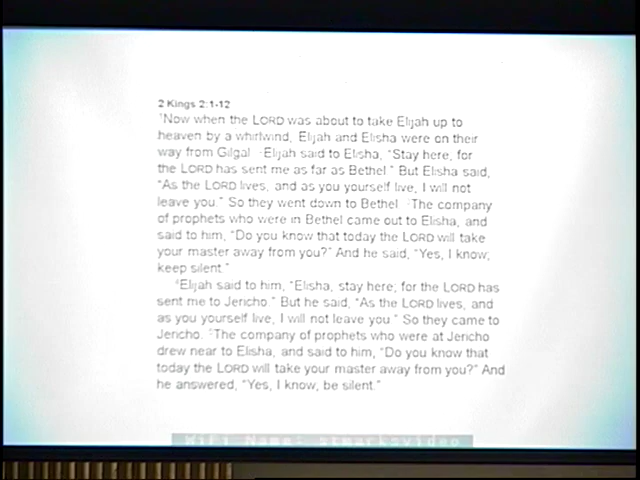 2 Kings 2:1-12
1Now when the LORD was about to take Elijah up to
heaven by a whirlwind, Elijah and Elisha were on their
way from Gilgal. 2Elijah said to Elisha, “Stay here, for
the LORD has sent me as far as Bethel.” But Elisha said,
“As the LORD lives, and as you yourself live, I will not
leave you.” So they went down to Bethel. 3The company
of prophets who were in Bethel came out to Elisha, and
said to him, “Do you know that today the LORD will take
your master away from you?” And he said, “Yes, I know;
keep silent.”
4Elijah said to him, “Elisha, stay here; for the LORD has
sent me to Jericho.” But he said, “As the LORD lives, and
as you yourself live, I will not leave you.” So they came to
Jericho. 5The company of prophets who were at Jericho
drew near to Elisha, and said to him, “Do you know that
today the LORD will take your master away from you?” And
he answered, “Yes, I know; be silent.”
WiFi Name: stmarksvideo